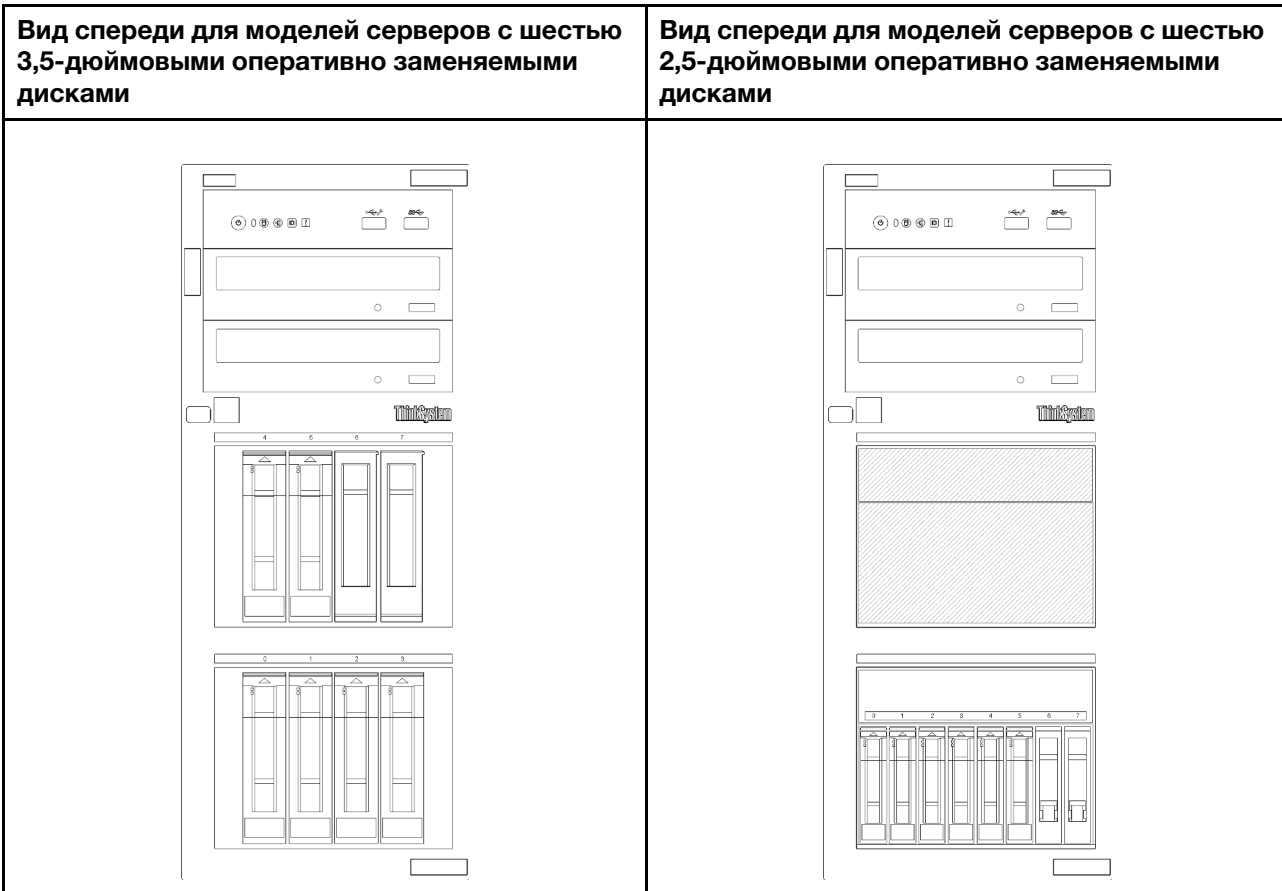 Вид спереди для моделей серверов с шестью
3,5-дюймовыми оперативно заменяемыми
дисками
Вид спереди для моделей серверов с шестью
2,5-дюймовыми оперативно заменяемыми
дисками
ThinkSystem
4 5 6 7
0 1 2 3
ThinkSystem
0 1 2 3 4 5 6 7